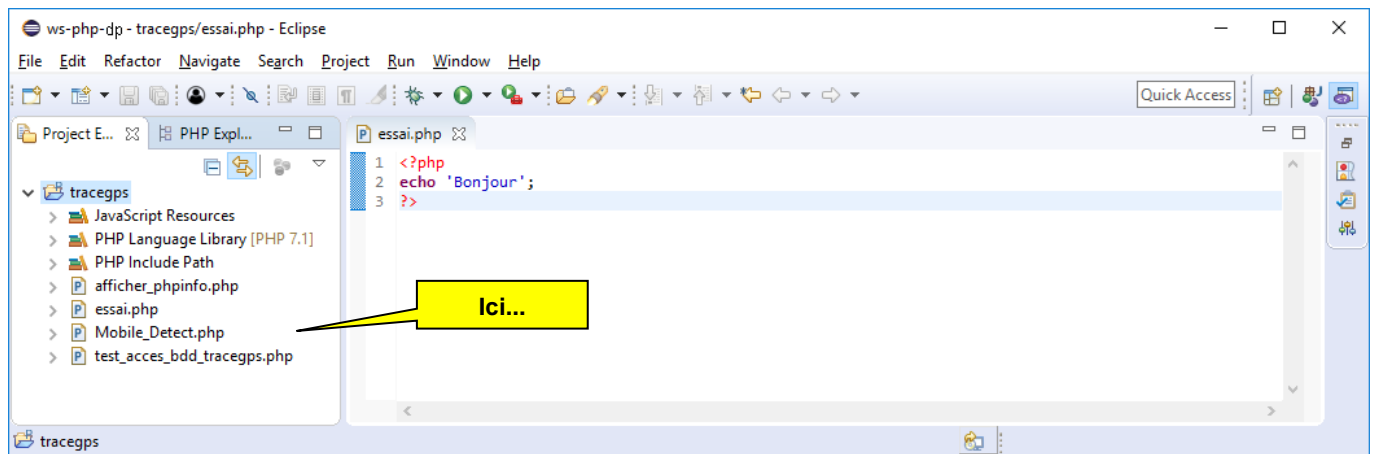 ws-php-dp - tracegps/essai.php - Eclipse
File Edit Refactor Navigate Search Project Run Window Help
Quick Access
Project E... PHP Expl...
tracegps
JavaScript Resources
PHP Language Library [PHP 7.1]
PHP Include Path
afficher_phpinfo.php
essai.php
Mobile_Detect.php
test_acces_bdd_tracegps.php
essai.php
1 <?php
2 echo 'Bonjour';
3 ?>
Ici...
tracegps